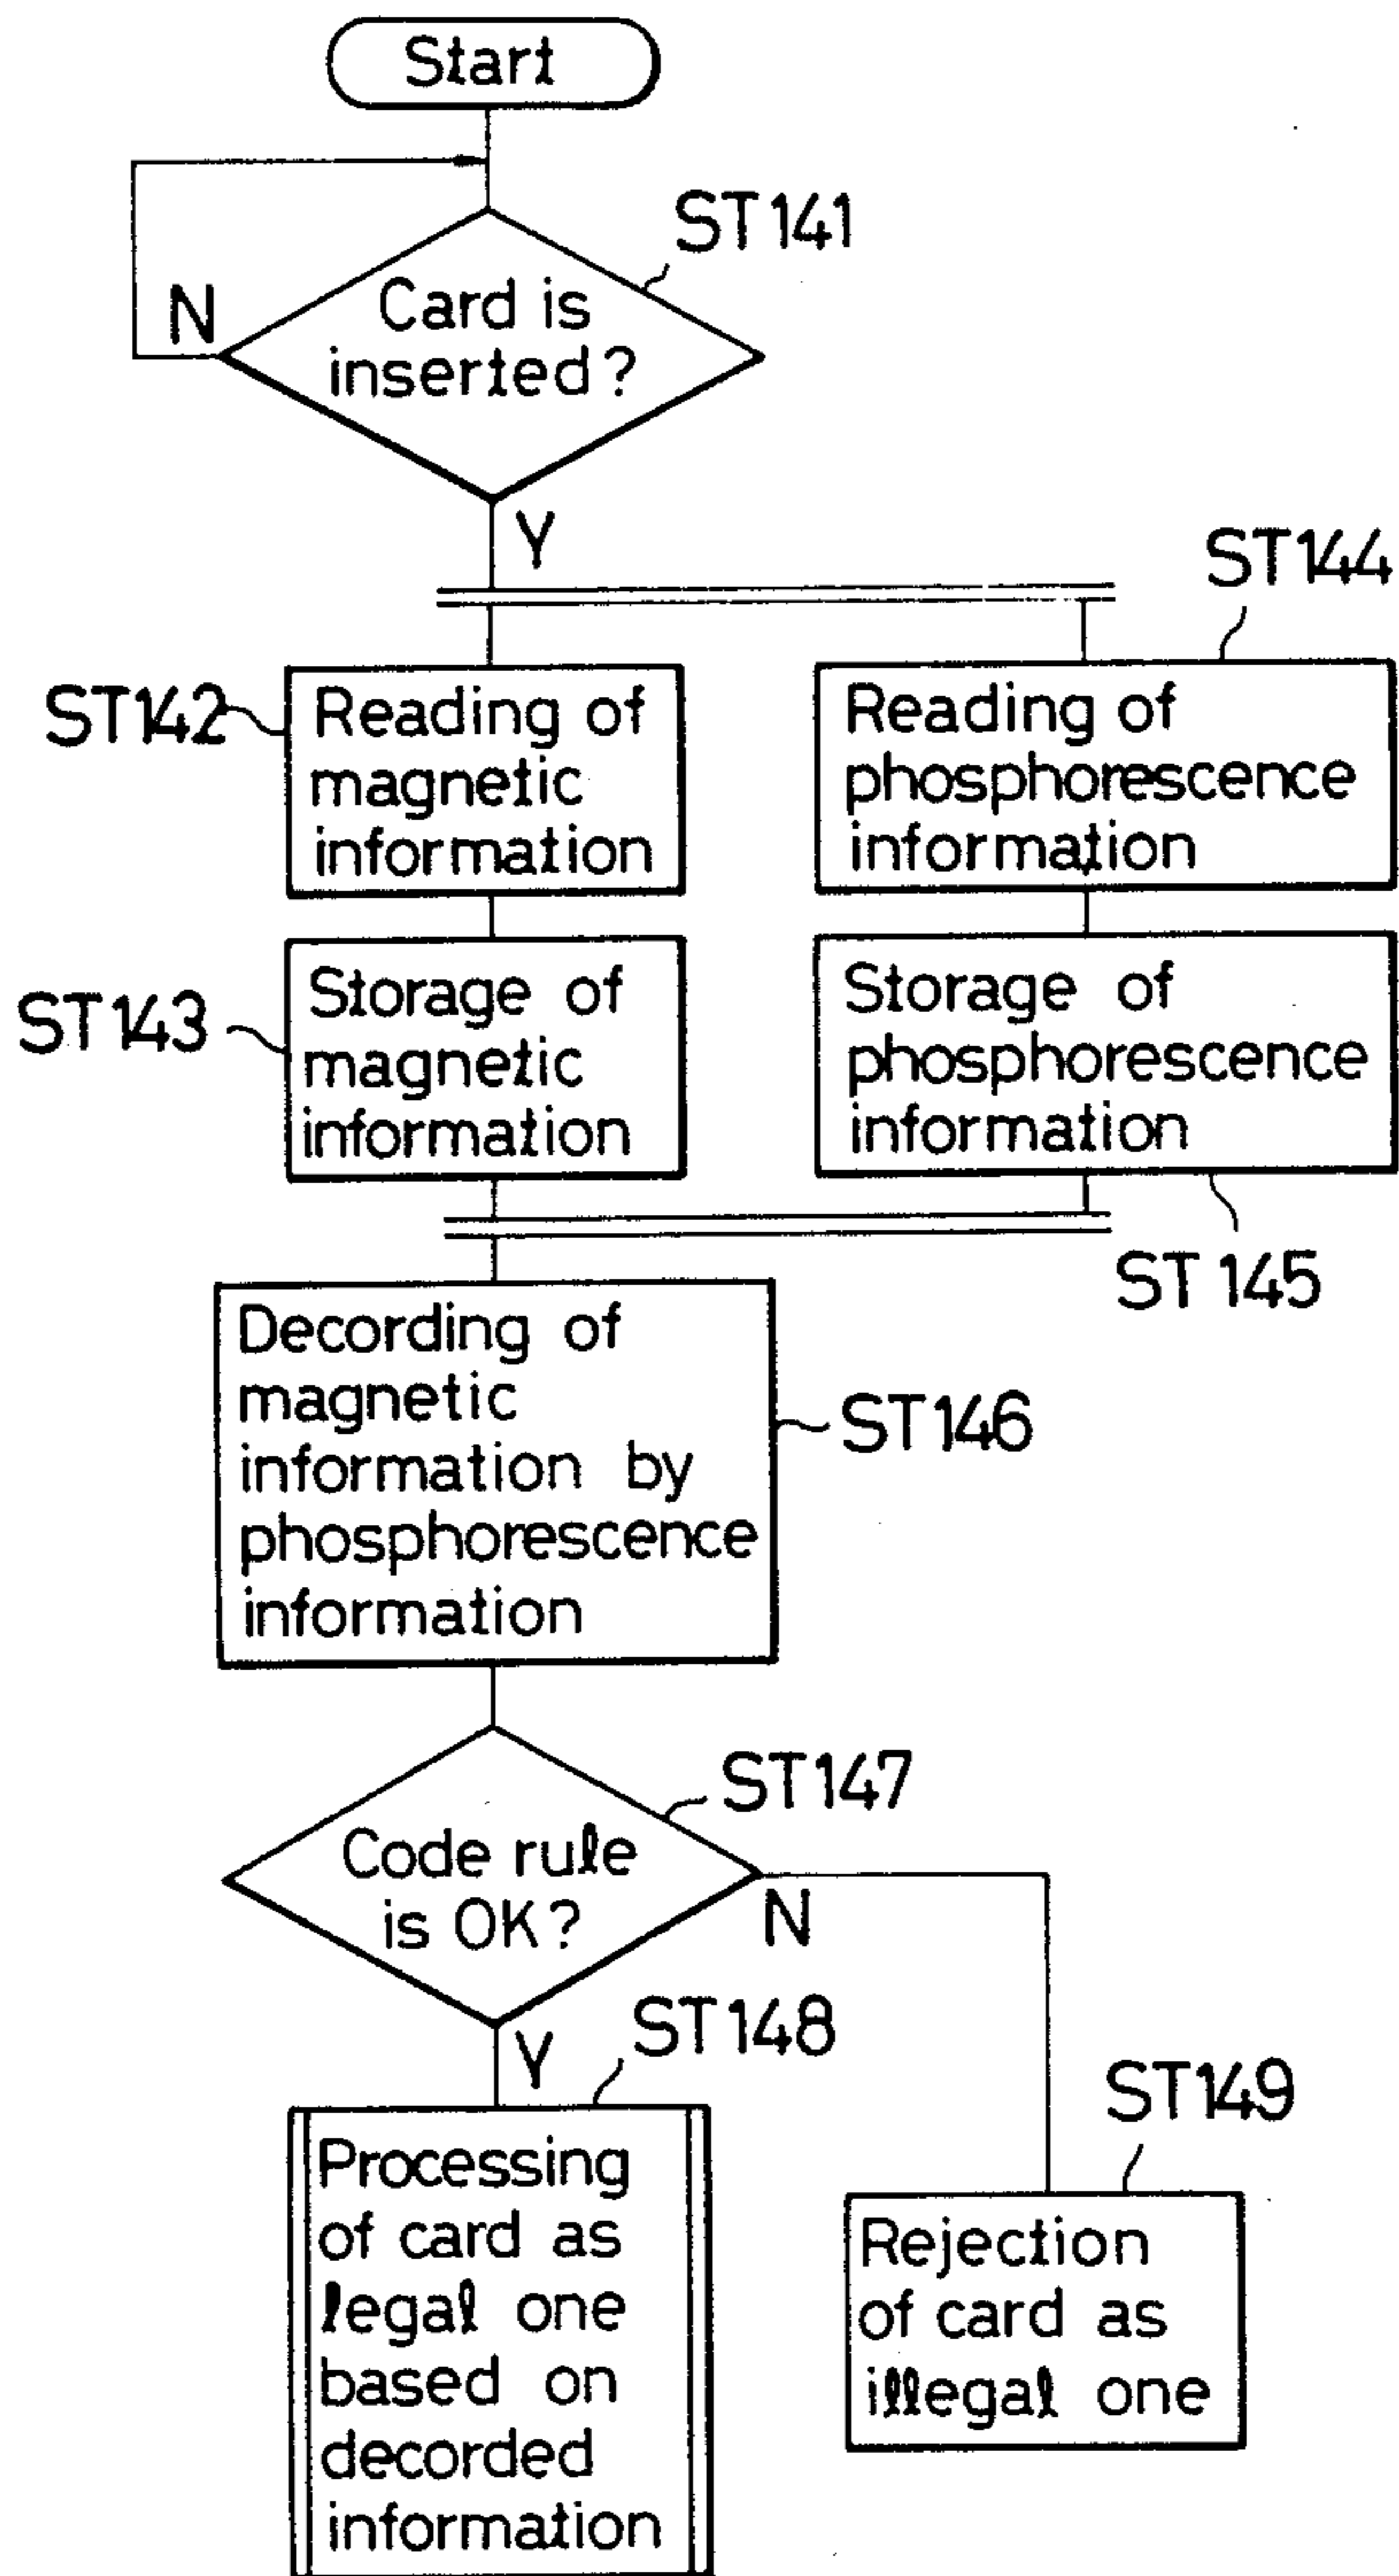 Start
ST141
Card is
inserted?
N
Y
ST144
ST142
Reading of
magnetic
information
Reading of
phosphorescence
information
ST143
Storage of
magnetic
information
Storage of
phosphorescence
information
ST 145
Decording of
magnetic
information by
phosphorescence
information
ST146
ST147
Code rule
is OK?
N
Y
ST148
ST149
Processing
of card as
legal one
based on
decorded
information
Rejection
of card as
illegal one